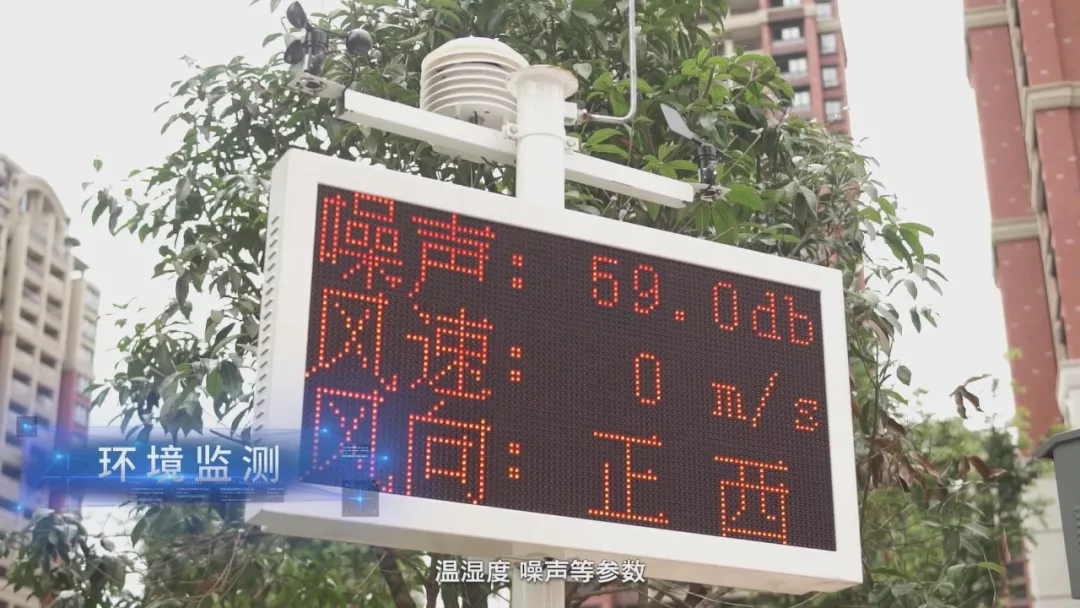 噪声: 59.0db
风速: 0 m/s
风向: 正西
环境监测
温湿度 噪声等参数